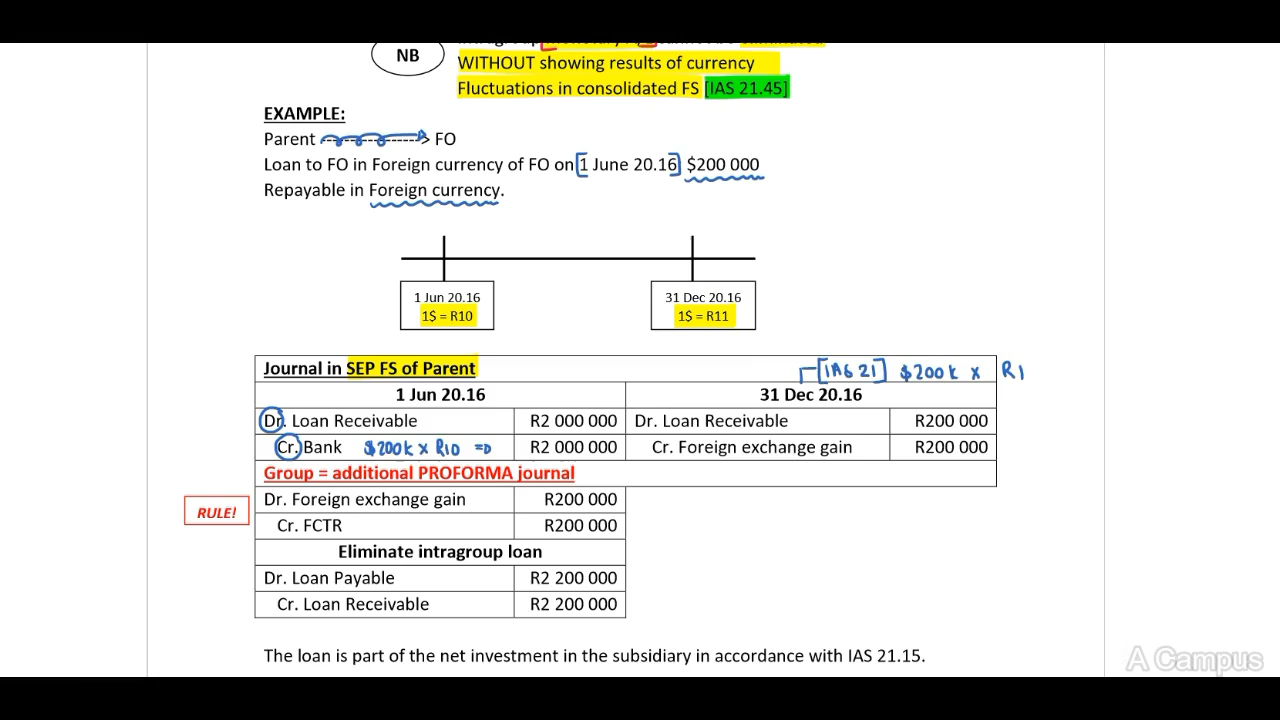 NB
WITHOUT showing results of currency
Fluctuations in consolidated FS [IAS 21.45]
EXAMPLE:
Parent --------------> FO
Loan to FO in Foreign currency of FO on [1 June 20.16] $200 000
Repayable in Foreign currency.
1 Jun 20.16
1$ = R10
31 Dec 20.16
1$ = R11
Journal in SEP FS of Parent [IAS 21] $200k x R1
1 Jun 20.16 31 Dec 20.16
Dr. Loan Receivable R2 000 000 Dr. Loan Receivable R200 000
Cr. Bank $200k x R10 => R2 000 000 Cr. Foreign exchange gain R200 000
Group = additional PROFORMA journal
RULE!
Dr. Foreign exchange gain R200 000
Cr. FCTR R200 000
Eliminate intragroup loan
Dr. Loan Payable R2 200 000
Cr. Loan Receivable R2 200 000
The loan is part of the net investment in the subsidiary in accordance with IAS 21.15.
A Campus